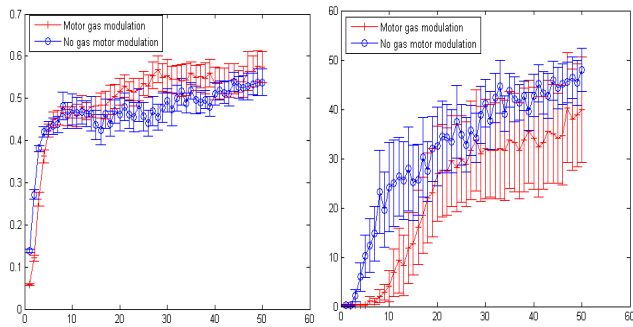 0.7
0.6
0.5
0.4
0.3
0.2
0.1
0
0 10 20 30 40 50 60
Motor gas modulation
No gas motor modulation
60
50
40
30
20
10
0
0 10 20 30 40 50 60
Motor gas modulation
No gas motor modulation